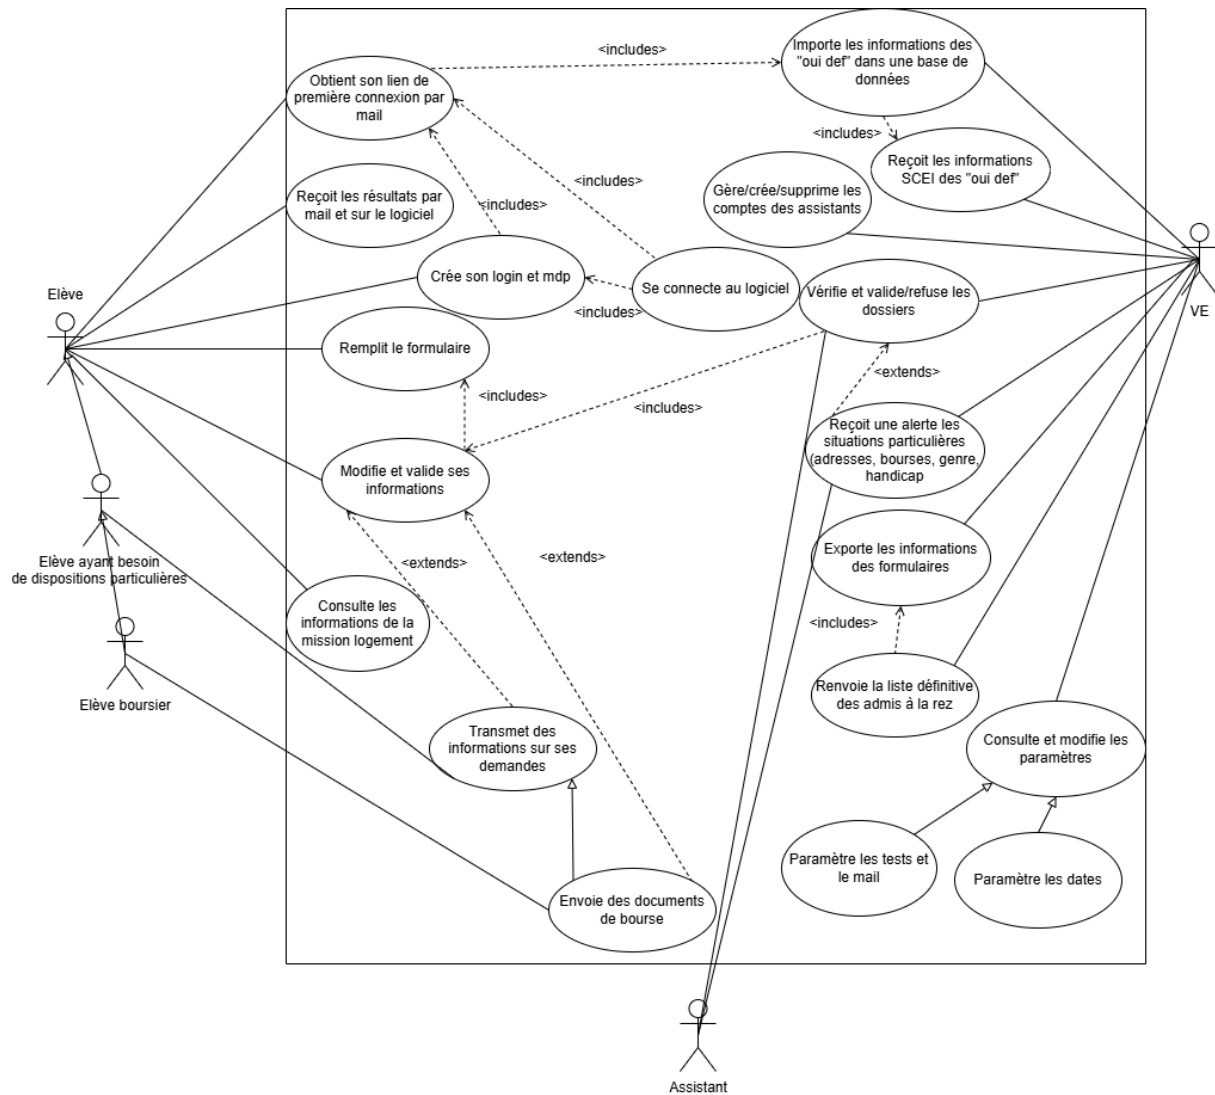 <includes>
Importe les informations des
"oui def" dans une base de
données
Obtient son lien de
première connexion par
mail
<includes>
Reçoit les informations
SCEI des "oui def"
Gère/crée/supprime les
comptes des assistants
<includes>
Reçoit les résultats par
mail et sur le logiciel
<includes>
Crée son login et mdp
Se connecte au logiciel
<includes>
Vérifie et valide/refuse les
dossiers
Elève
VE
Remplit le formulaire
<extends>
<includes>
<includes>
Reçoit une alerte les
situations particulières
(adresses, bourses, genre,
handicap
Modifie et valide ses
informations
Elève ayant besoin
de dispositions particulières
<extends>
<extends>
Exporte les informations
des formulaires
Consulte les
informations de la
mission logement
<includes>
Elève boursier
Renvoie la liste définitive
des admis à la rez
Transmet des
informations sur ses
demandes
Consulte et modifie les
paramètres
Paramètre les tests et
le mail
Paramètre les dates
Envoie des documents
de bourse
Assistant